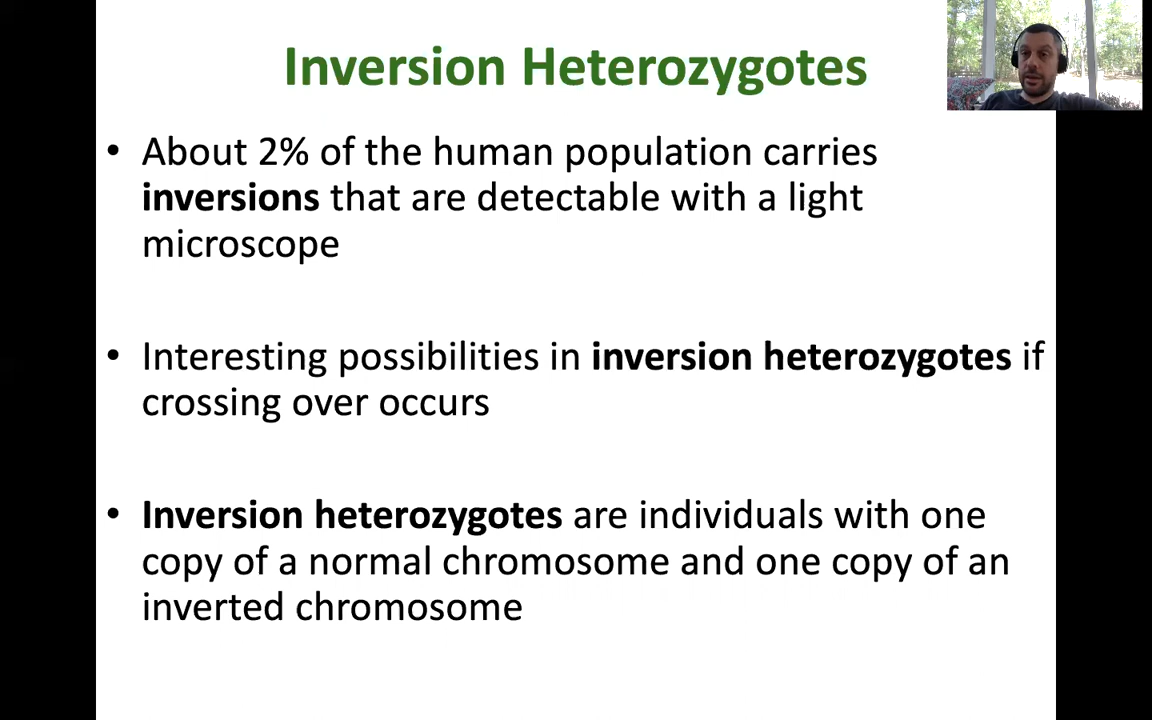 Inversion Heterozygotes
• About 2% of the human population carries
inversions that are detectable with a light
microscope
• Interesting possibilities in inversion heterozygotes if
crossing over occurs
• Inversion heterozygotes are individuals with one
copy of a normal chromosome and one copy of an
inverted chromosome